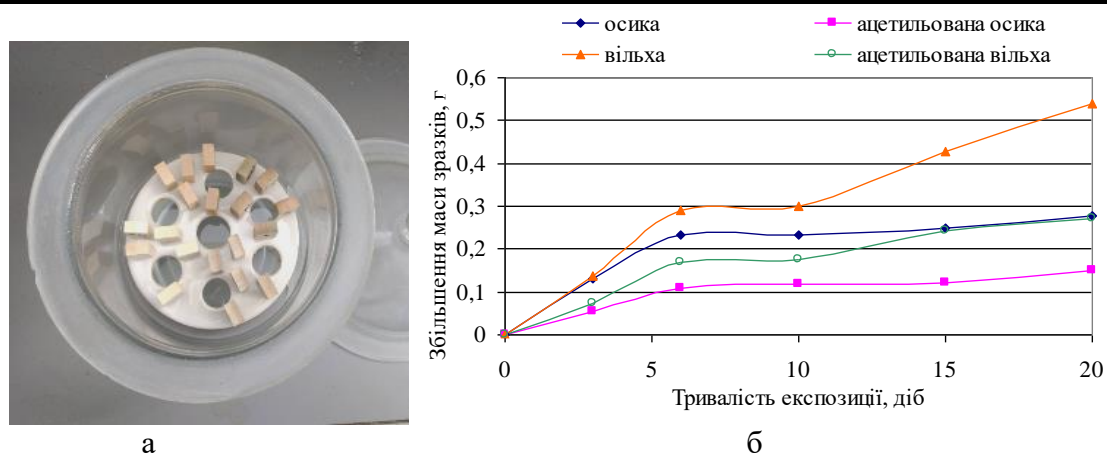 осика
ацетильована осика
вільха
ацетильована вільха
Збільшення маси зразків, г
0,6
0,5
0,4
0,3
0,2
0,1
0
0 5 10 15 20
Тривалість експозиції, діб
а
б